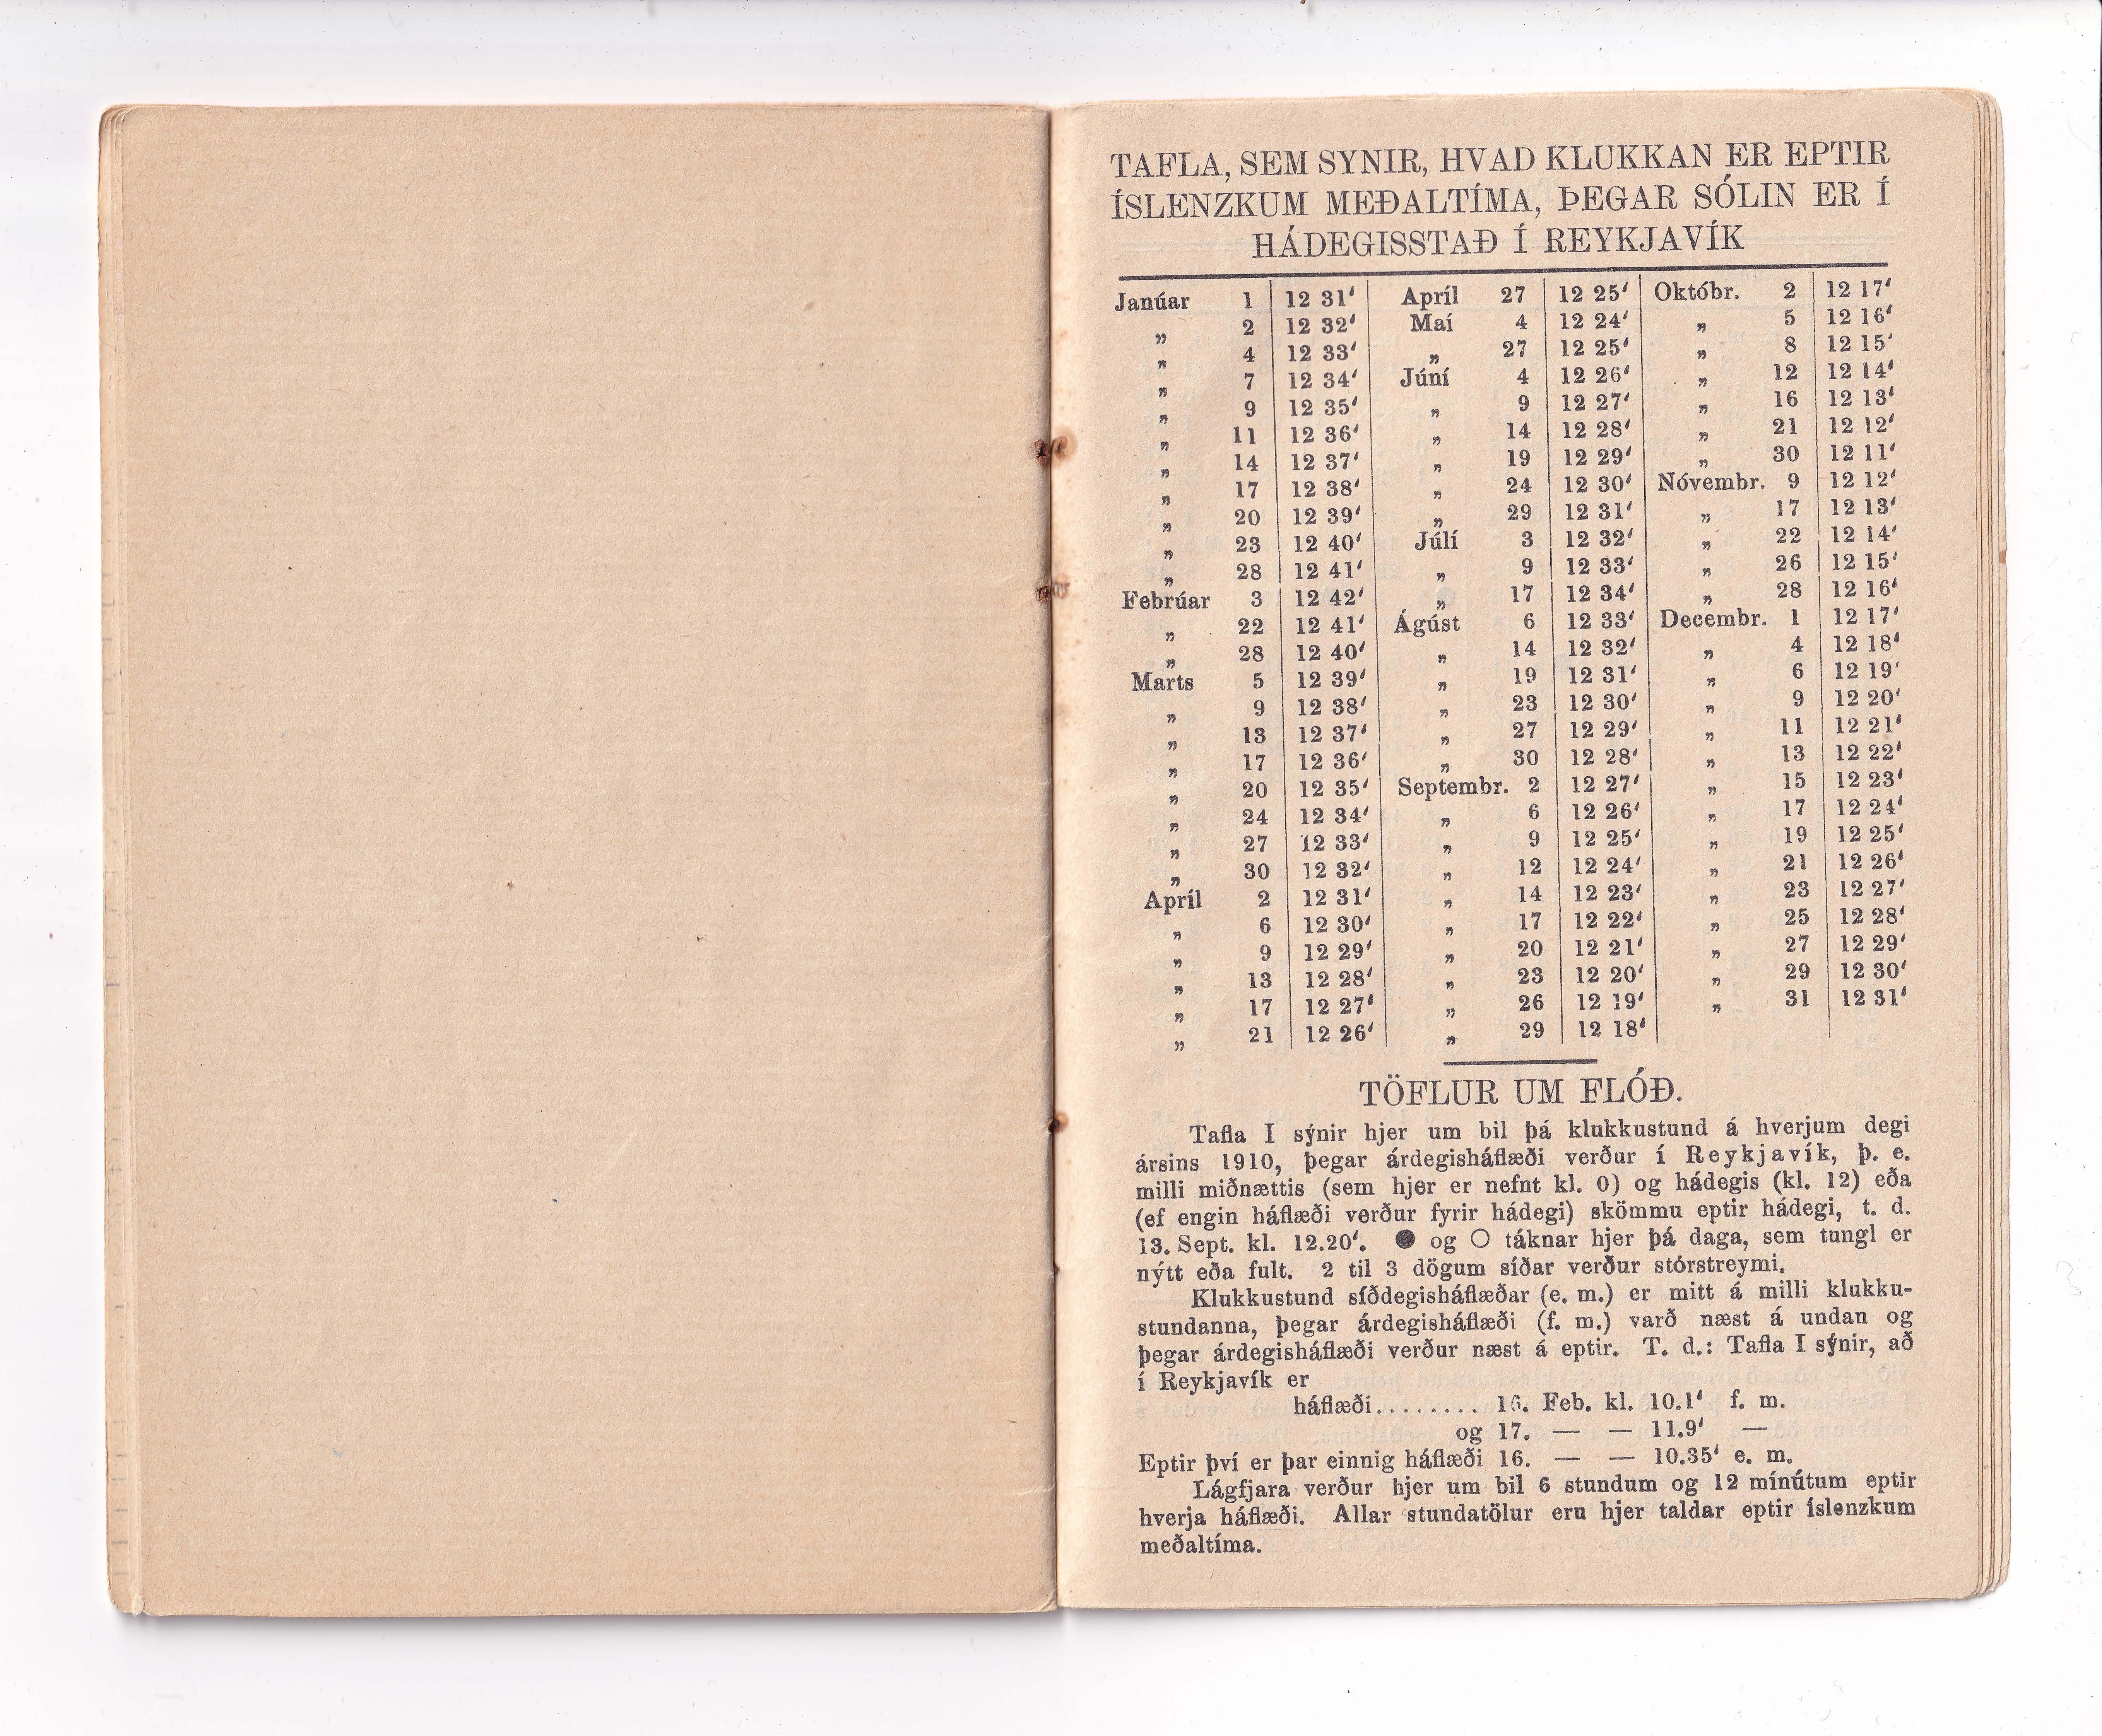 TAFLA, SEM SYNIR, HVAD KLUKKAN ER EPTIR
ÍSLENZKUM MEÐALTÍMA, ÞEGAR SÓLIN ER Í
HÁDEGISSTAÐ Í REYKJAVÍK
Janúar 1 12 31' Apríl 27 12 25' Októbr. 2 12 17'
„ 2 12 32' Maí 4 12 24' „ 5 12 16'
„ 4 12 33' „ 27 12 25' „ 8 12 15'
„ 7 12 34' Júní 4 12 26' „ 12 12 14'
„ 9 12 35' „ 9 12 27' „ 16 12 13'
„ 11 12 36' „ 14 12 28' „ 21 12 12'
„ 14 12 37' „ 19 12 29' „ 30 12 11'
„ 17 12 38' „ 24 12 30' Nóvembr. 9 12 12'
„ 20 12 39' „ 29 12 31' „ 17 12 13'
„ 23 12 40' Júlí 3 12 32' „ 22 12 14'
„ 28 12 41' „ 9 12 33' „ 26 12 15'
Febrúar 3 12 42' „ 17 12 34' „ 28 12 16'
„ 22 12 41' Ágúst 6 12 33' Decembr. 1 12 17'
„ 28 12 40' „ 14 12 32' „ 4 12 18'
Marts 5 12 39' „ 19 12 31' „ 6 12 19'
„ 9 12 38' „ 23 12 30' „ 9 12 20'
„ 13 12 37' „ 27 12 29' „ 11 12 21'
„ 17 12 36' „ 30 12 28' „ 13 12 22'
„ 20 12 35' Septembr. 2 12 27' „ 15 12 23'
„ 24 12 34' „ 6 12 26' „ 17 12 24'
„ 27 12 33' „ 9 12 25' „ 19 12 25'
„ 30 12 32' „ 12 12 24' „ 21 12 26'
Apríl 2 12 31' „ 14 12 23' „ 23 12 27'
„ 6 12 30' „ 17 12 22' „ 25 12 28'
„ 9 12 29' „ 20 12 21' „ 27 12 29'
„ 13 12 28' „ 23 12 20' „ 29 12 30'
„ 17 12 27' „ 26 12 19' „ 31 12 31'
„ 21 12 26' „ 29 12 18'
TÖFLUR UM FLÓÐ.
Tafla I sýnir hjer um bil þá klukkustund á hverjum degi
ársins 1910, þegar árdegisháflæði verður í Reykjavík, þ. e.
milli miðnættis (sem hjer er nefnt kl. 0) og hádegis (kl. 12) eða
(ef engin háflæði verður fyrir hádegi) skömmu eptir hádegi, t. d.
13. Sept. kl. 12.20'. ● og ○ táknar hjer þá daga, sem tungl er
nýtt eða fult. 2 til 3 dögum síðar verður stórstreymi.
Klukkustund síðdegisháflæðar (e. m.) er mitt á milli klukku-
stundanna, þegar árdegisháflæði (f. m.) varð næst á undan og
þegar árdegisháflæði verður næst á eptir. T. d.: Tafla I sýnir, að
í Reykjavík er
háflæði........ 16. Feb. kl. 10.1' f. m.
og 17. — — 11.9' —
Eptir því er þar einnig háflæði 16. — — 10.35' e. m.
Lágfjara verður hjer um bil 6 stundum og 12 mínútum eptir
hverja háflæði. Allar stundatölur eru hjer taldar eptir íslenzkum
meðaltíma.